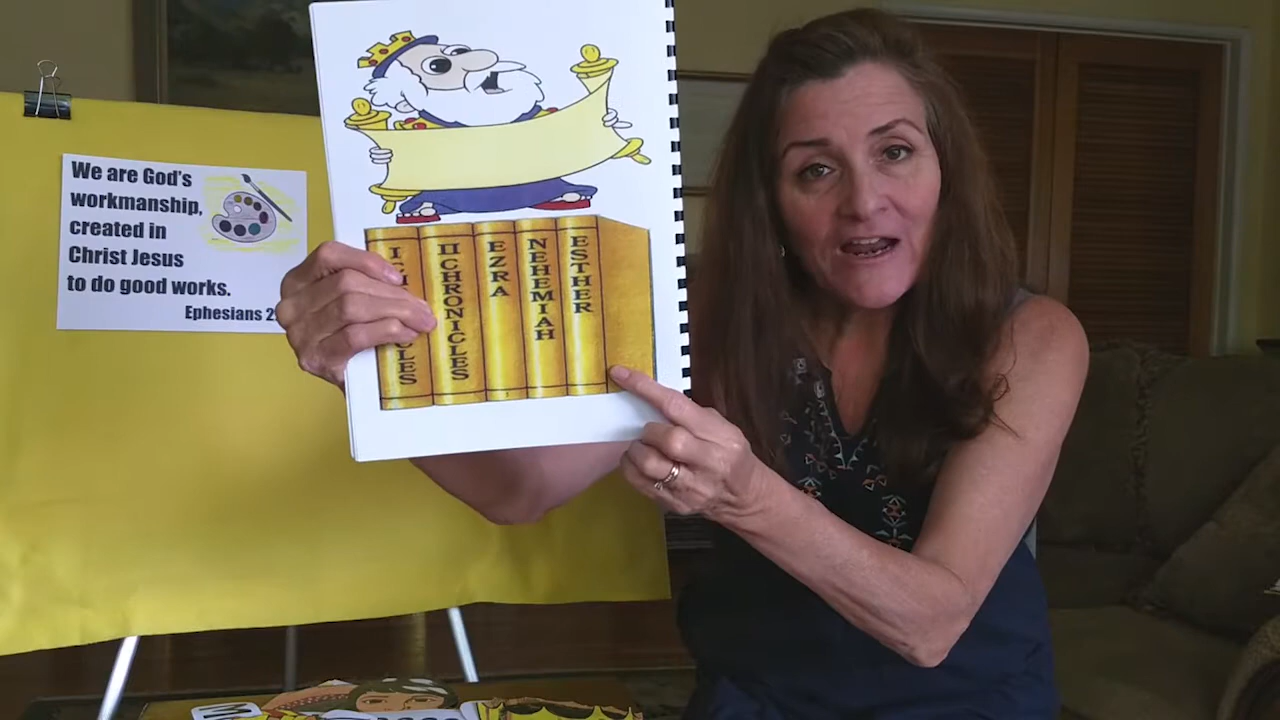 We are God's
workmanship,
created in
Christ Jesus
to do good works.
Ephesians 2:
II CHRONICLES
EZRA
NEHEMIAH
ESTHER